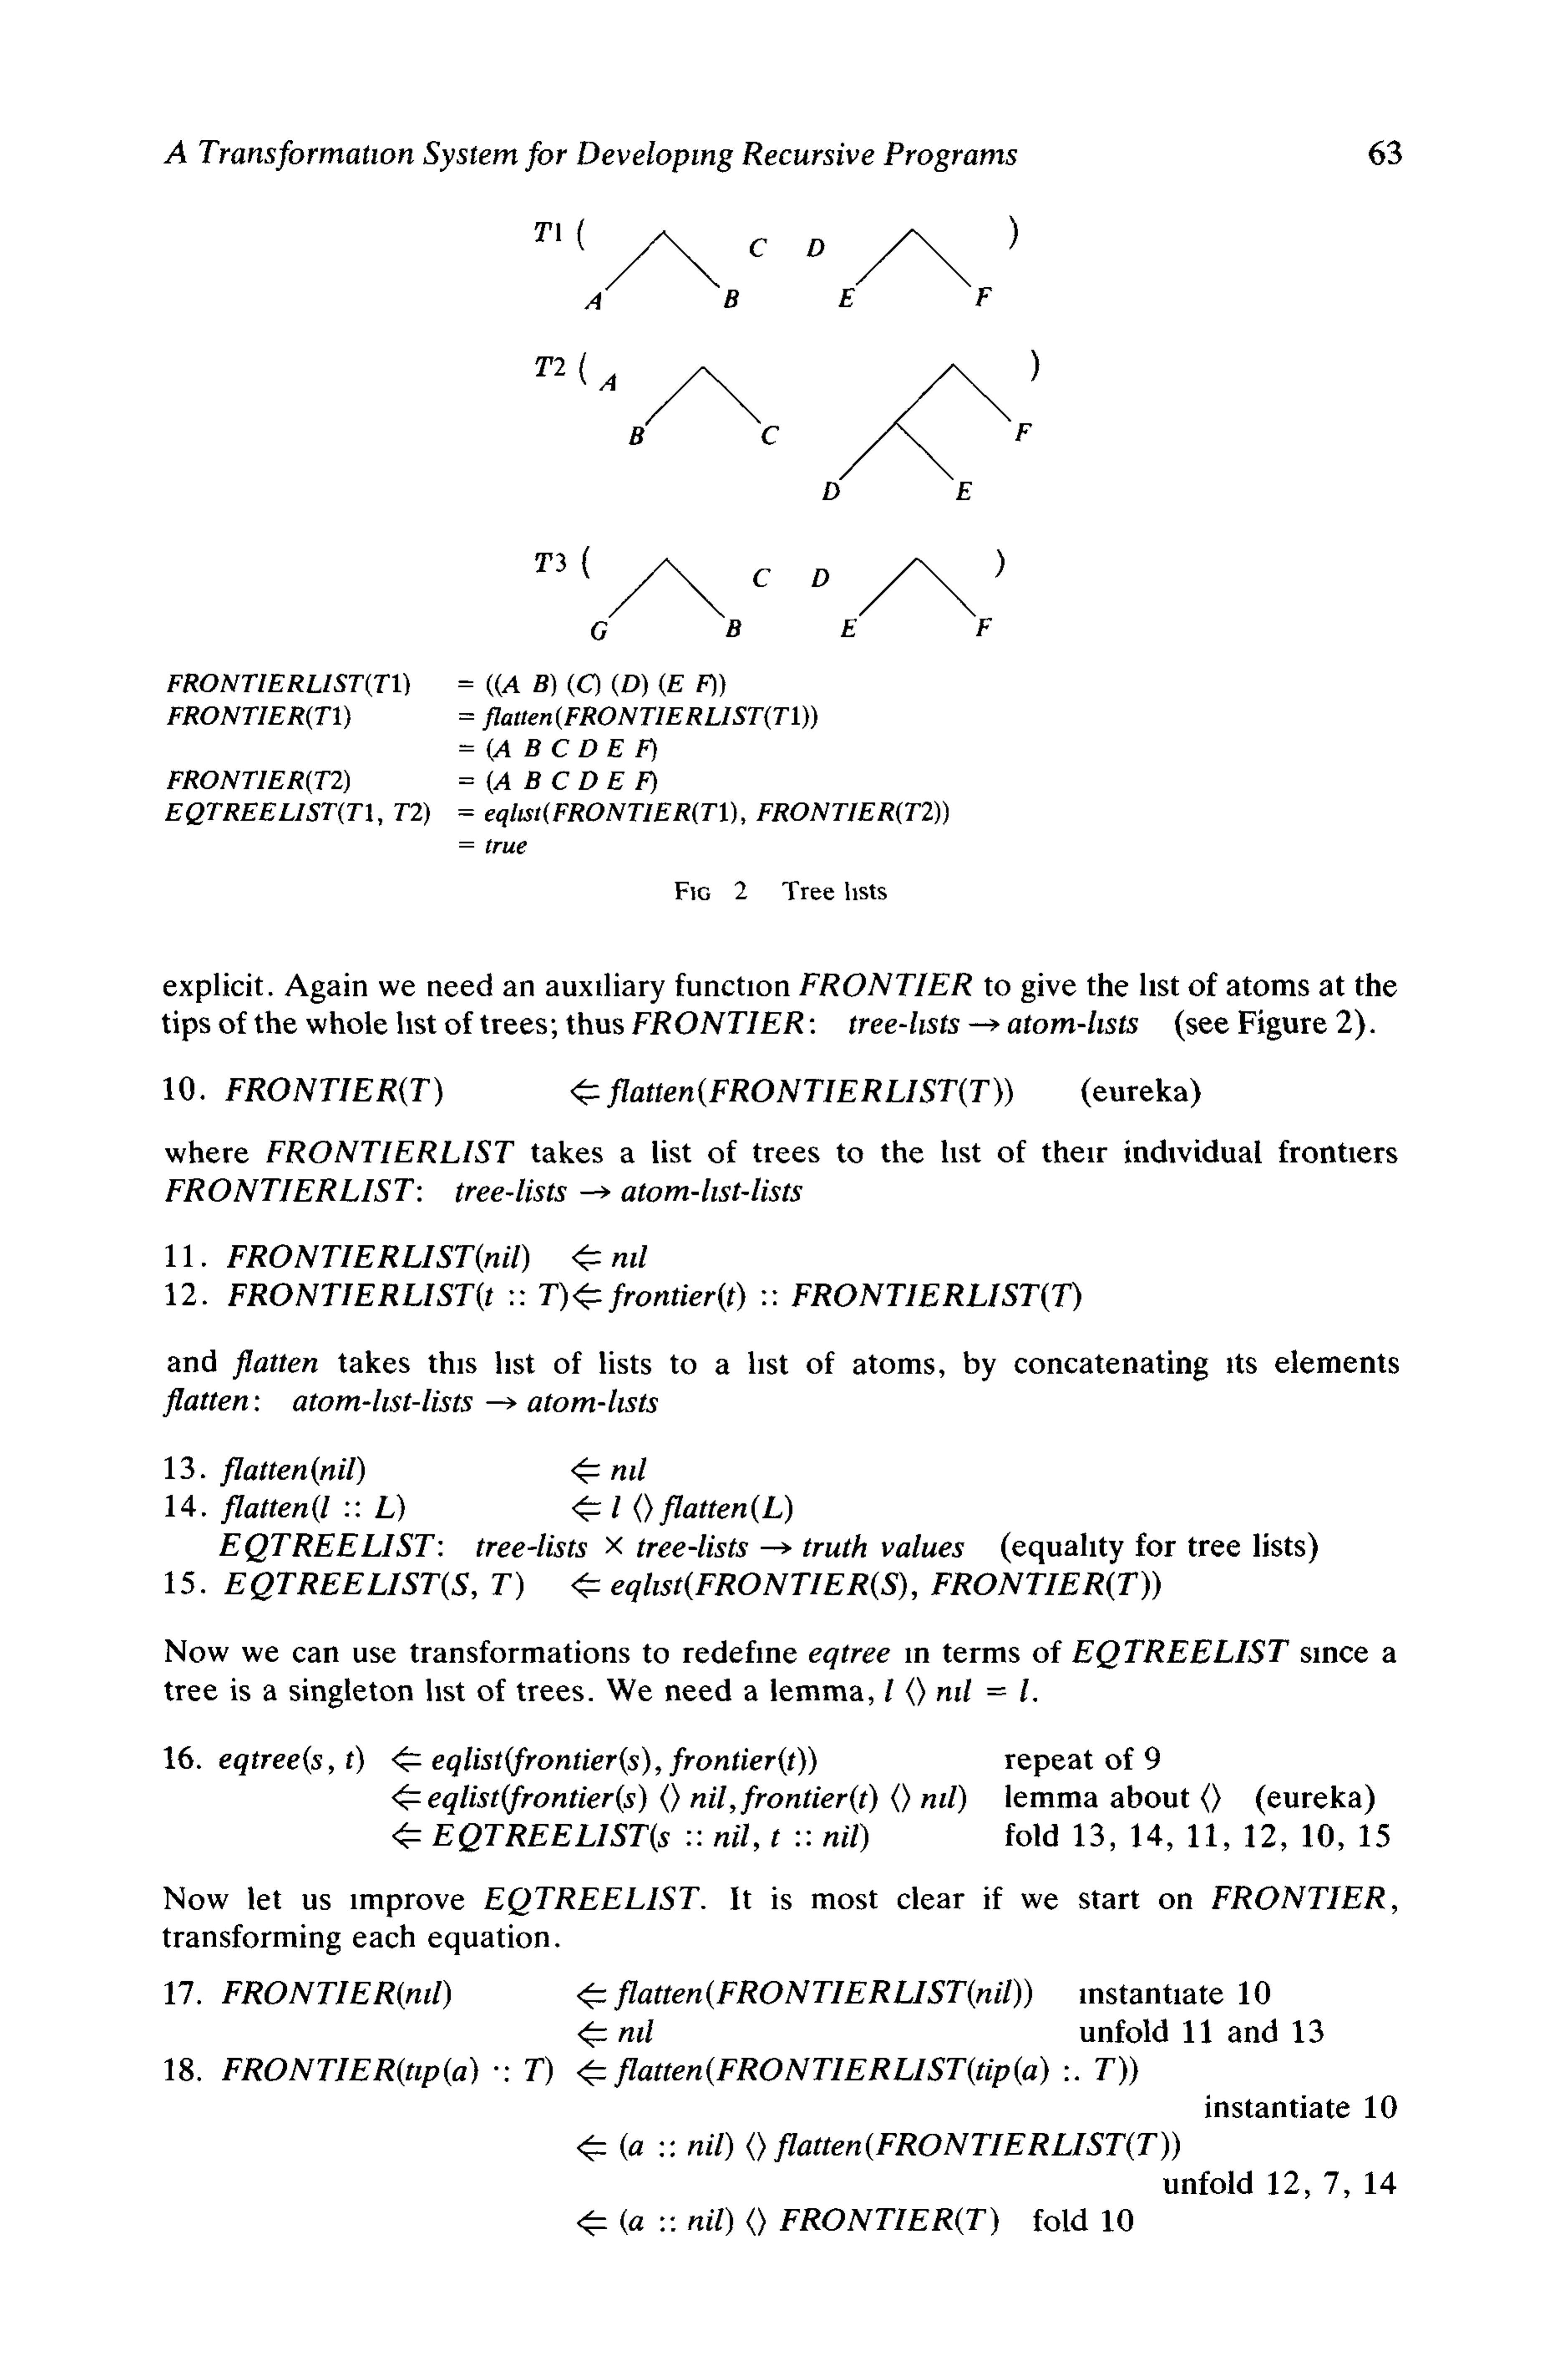 A Transformation System for Developing Recursive Programs 63
T1 ( C D )
A B E F
T2 ( A )
B C F
D E
T3 ( C D )
G B E F
FRONTIERLIST(T1) = ((A B) (C) (D) (E F))
FRONTIER(T1) = flatten(FRONTIERLIST(T1))
= (A B C D E F)
FRONTIER(T2) = (A B C D E F)
EQTREELIST(T1, T2) = eqlist(FRONTIER(T1), FRONTIER(T2))
= true
FIG 2 Tree lists
explicit. Again we need an auxiliary function FRONTIER to give the list of atoms at the
tips of the whole list of trees; thus FRONTIER: tree-lists → atom-lists (see Figure 2).
10. FRONTIER(T) ⇐ flatten(FRONTIERLIST(T)) (eureka)
where FRONTIERLIST takes a list of trees to the list of their individual frontiers
FRONTIERLIST: tree-lists → atom-list-lists
11. FRONTIERLIST(nil) ⇐ nil
12. FRONTIERLIST(t :: T) ⇐ frontier(t) :: FRONTIERLIST(T)
and flatten takes this list of lists to a list of atoms, by concatenating its elements
flatten: atom-list-lists → atom-lists
13. flatten(nil) ⇐ nil
14. flatten(l :: L) ⇐ l ⟨⟩ flatten(L)
EQTREELIST: tree-lists × tree-lists → truth values (equality for tree lists)
15. EQTREELIST(S, T) ⇐ eqlist(FRONTIER(S), FRONTIER(T))
Now we can use transformations to redefine eqtree in terms of EQTREELIST since a
tree is a singleton list of trees. We need a lemma, l ⟨⟩ nil = l.
16. eqtree(s, t) ⇐ eqlist(frontier(s), frontier(t)) repeat of 9
⇐ eqlist(frontier(s) ⟨⟩ nil, frontier(t) ⟨⟩ nil) lemma about ⟨⟩ (eureka)
⇐ EQTREELIST(s :: nil, t :: nil) fold 13, 14, 11, 12, 10, 15
Now let us improve EQTREELIST. It is most clear if we start on FRONTIER,
transforming each equation.
17. FRONTIER(nil) ⇐ flatten(FRONTIERLIST(nil)) instantiate 10
⇐ nil unfold 11 and 13
18. FRONTIER(tip(a) :: T) ⇐ flatten(FRONTIERLIST(tip(a) :: T))
instantiate 10
⇐ (a :: nil) ⟨⟩ flatten(FRONTIERLIST(T))
unfold 12, 7, 14
⇐ (a :: nil) ⟨⟩ FRONTIER(T) fold 10